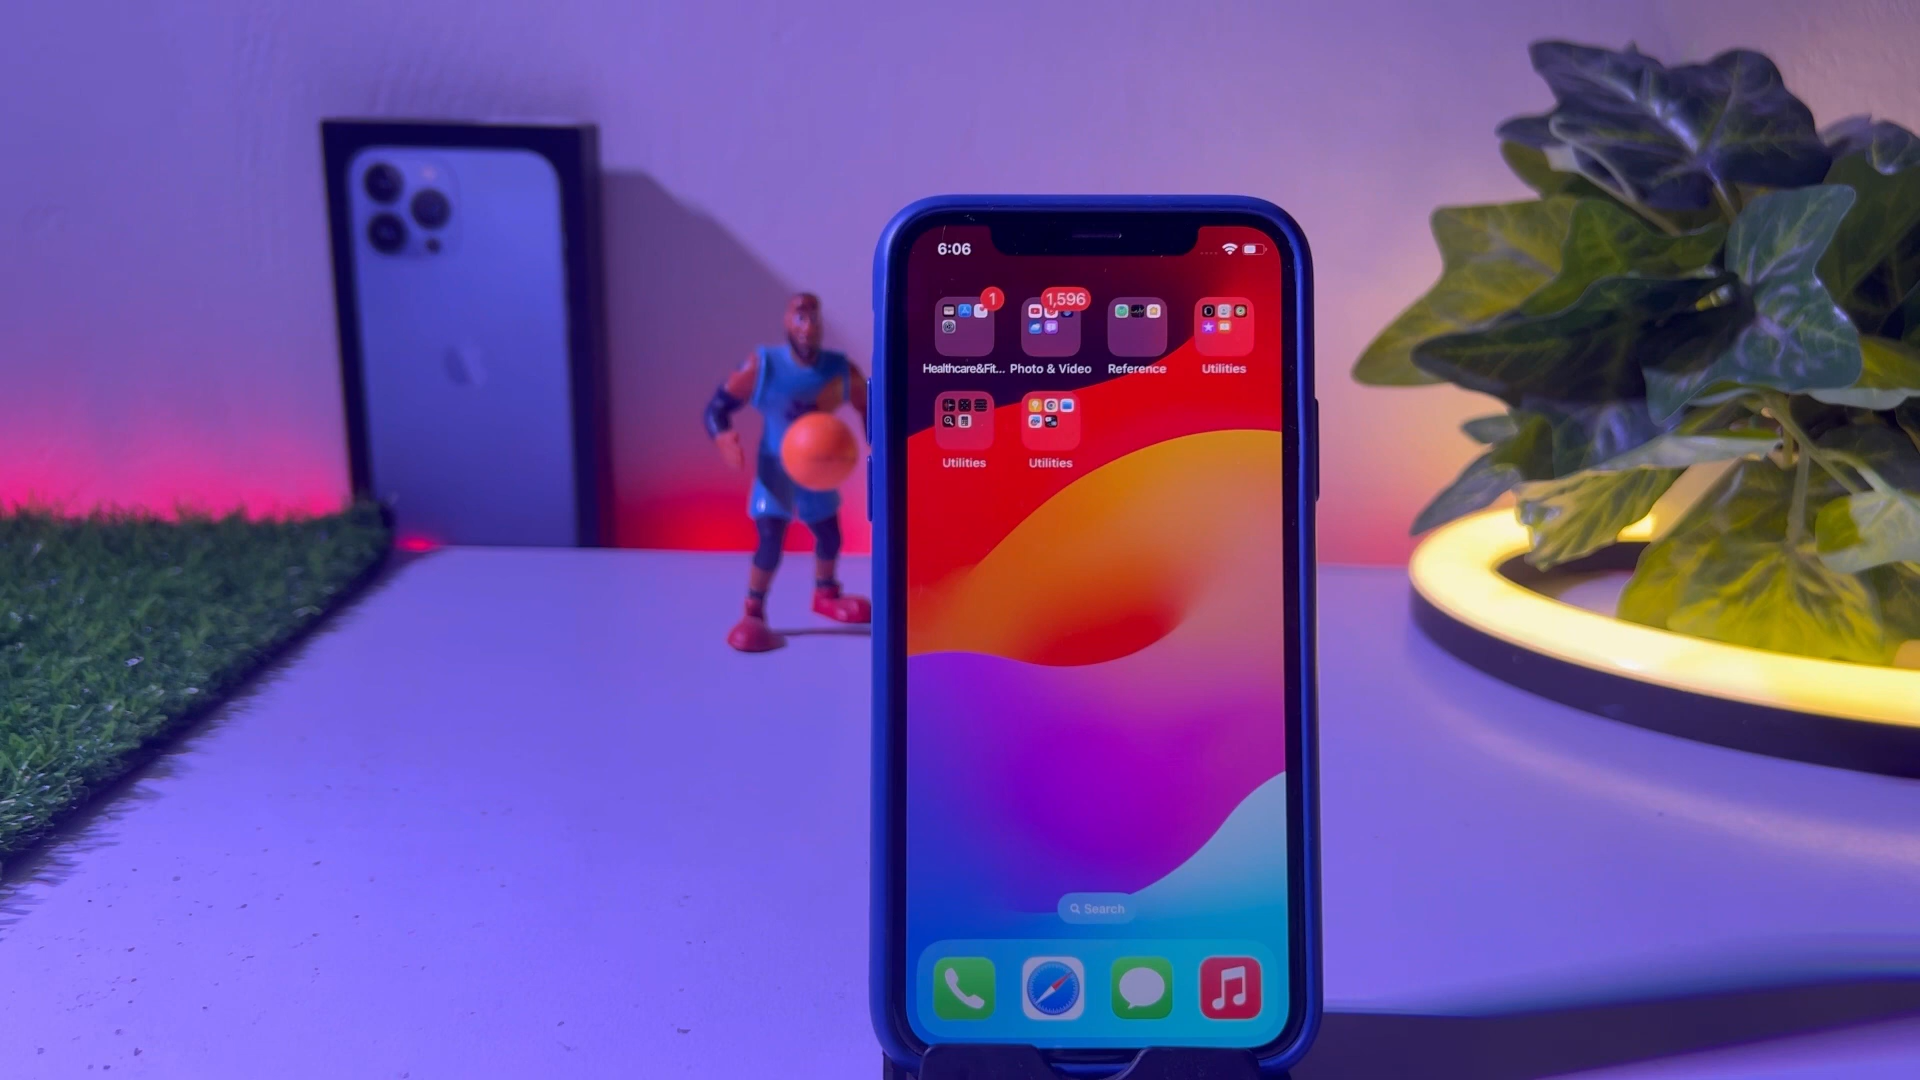 6:06
1
1,596
Healthcare&Fit...
Photo & Video
Reference
Utilities
Utilities
Utilities
Search